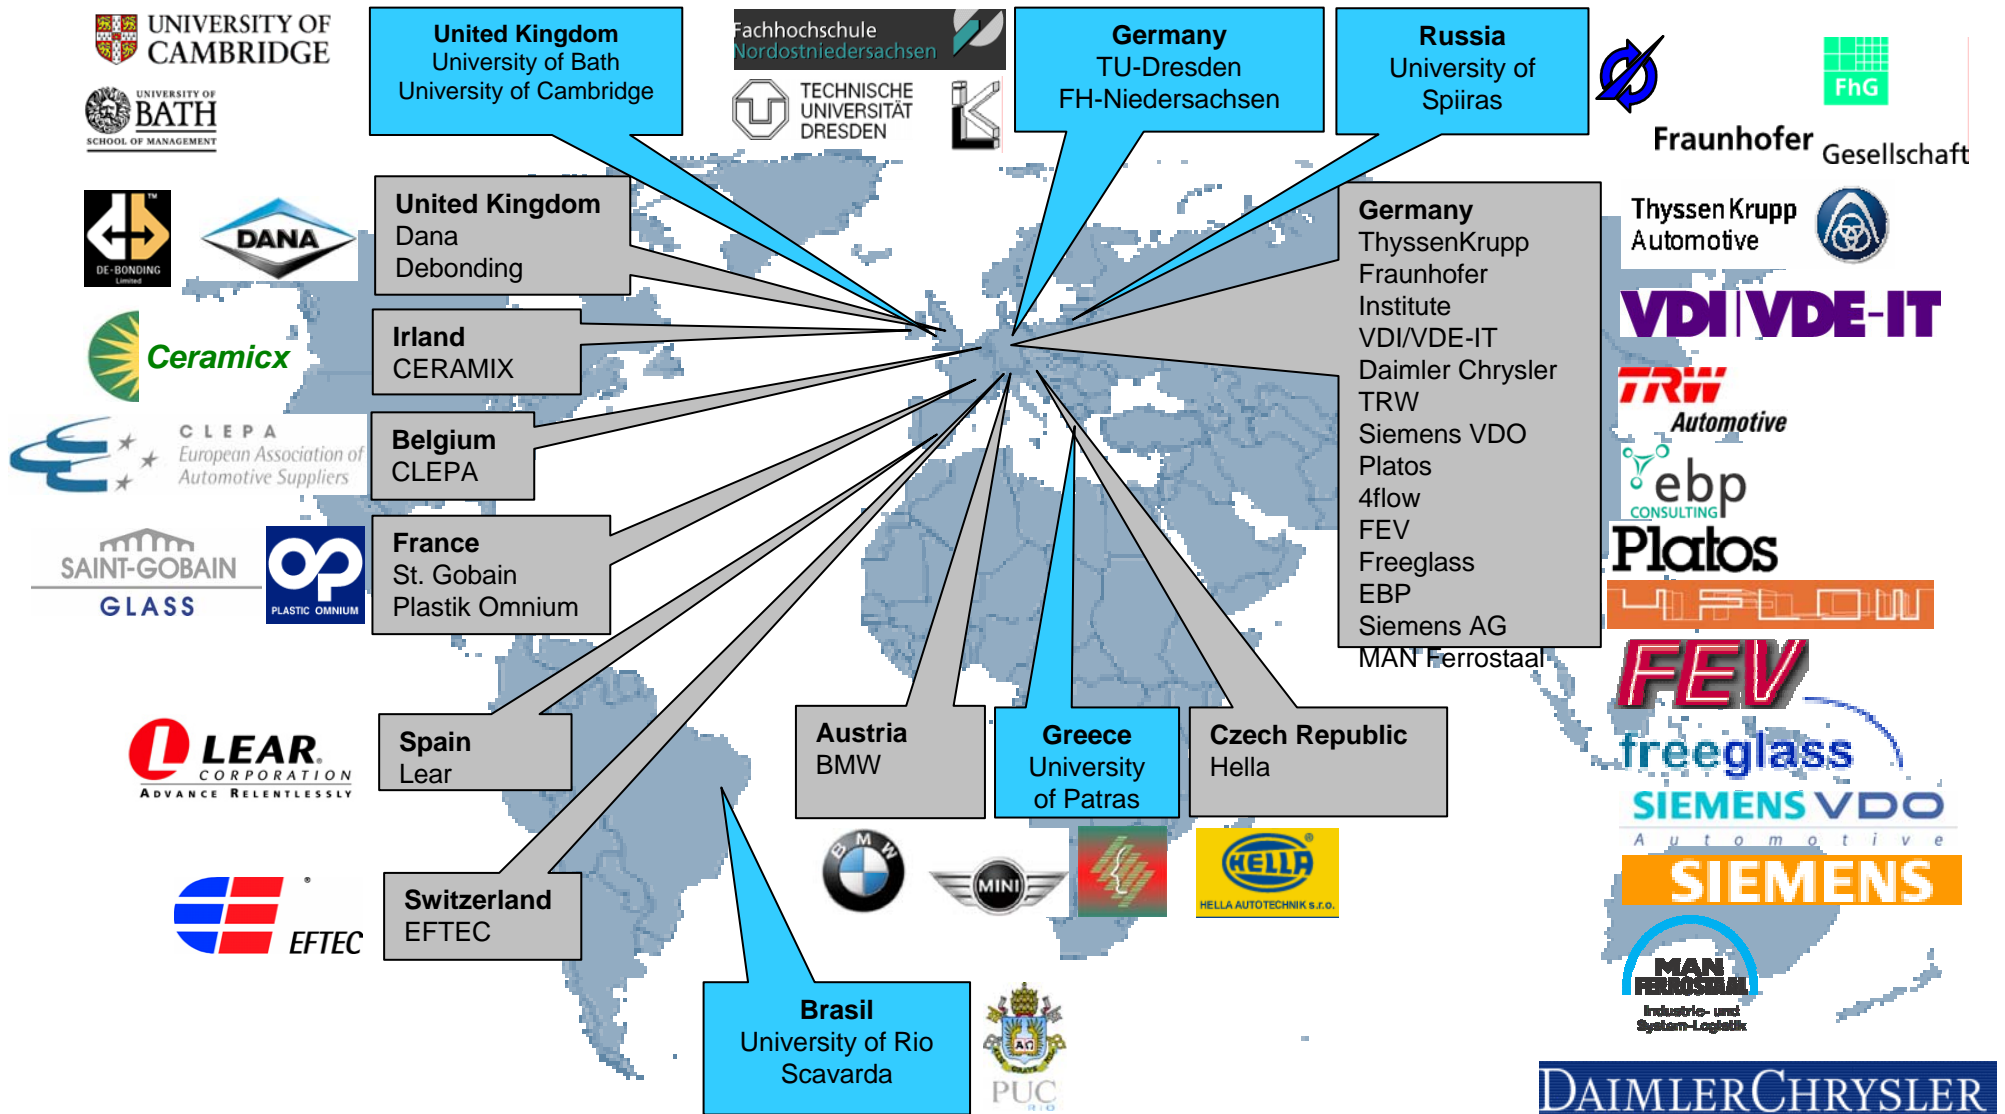 UNIVERSITY OF
CAMBRIDGE
UNIVERSITY OF
BATH
SCHOOL OF MANAGEMENT
United Kingdom
University of Bath
University of Cambridge
Fachhochschule
Nordostniedersachsen
TECHNISCHE
UNIVERSITÄT
DRESDEN
Germany
TU-Dresden
FH-Niedersachsen
Russia
University of
Spiiras
FhG
Fraunhofer Gesellschaft
DE-BONDING
Limited
DANA
United Kingdom
Dana
Debonding
Ceramicx
Irland
CERAMIX
CLEPA
European Association of
Automotive Suppliers
Belgium
CLEPA
SAINT-GOBAIN
GLASS
PLASTIC OMNIUM
France
St. Gobain
Plastik Omnium
LEAR®
CORPORATION
ADVANCE RELENTLESSLY
Spain
Lear
EFTEC
Switzerland
EFTEC
Brasil
University of Rio
Scavarda
PUC
RIO
Austria
BMW
BMW
MINI
Greece
University
of Patras
Czech Republic
Hella
HELLA
HELLA AUTOTECHNIK s.r.o.
Germany
ThyssenKrupp
Fraunhofer
Institute
VDI/VDE-IT
Daimler Chrysler
TRW
Siemens VDO
Platos
4flow
FEV
Freeglass
EBP
Siemens AG
MAN Ferrostaal
ThyssenKrupp
Automotive
VDI|VDE-IT
TRW
Automotive
ebp
CONSULTING
Platos
4FLOW
FEV
freeglass
SIEMENS VDO
Automotive
SIEMENS
MAN
FERROSTAAL
Industrie- und
System-Logistik
DAIMLERCHRYSLER